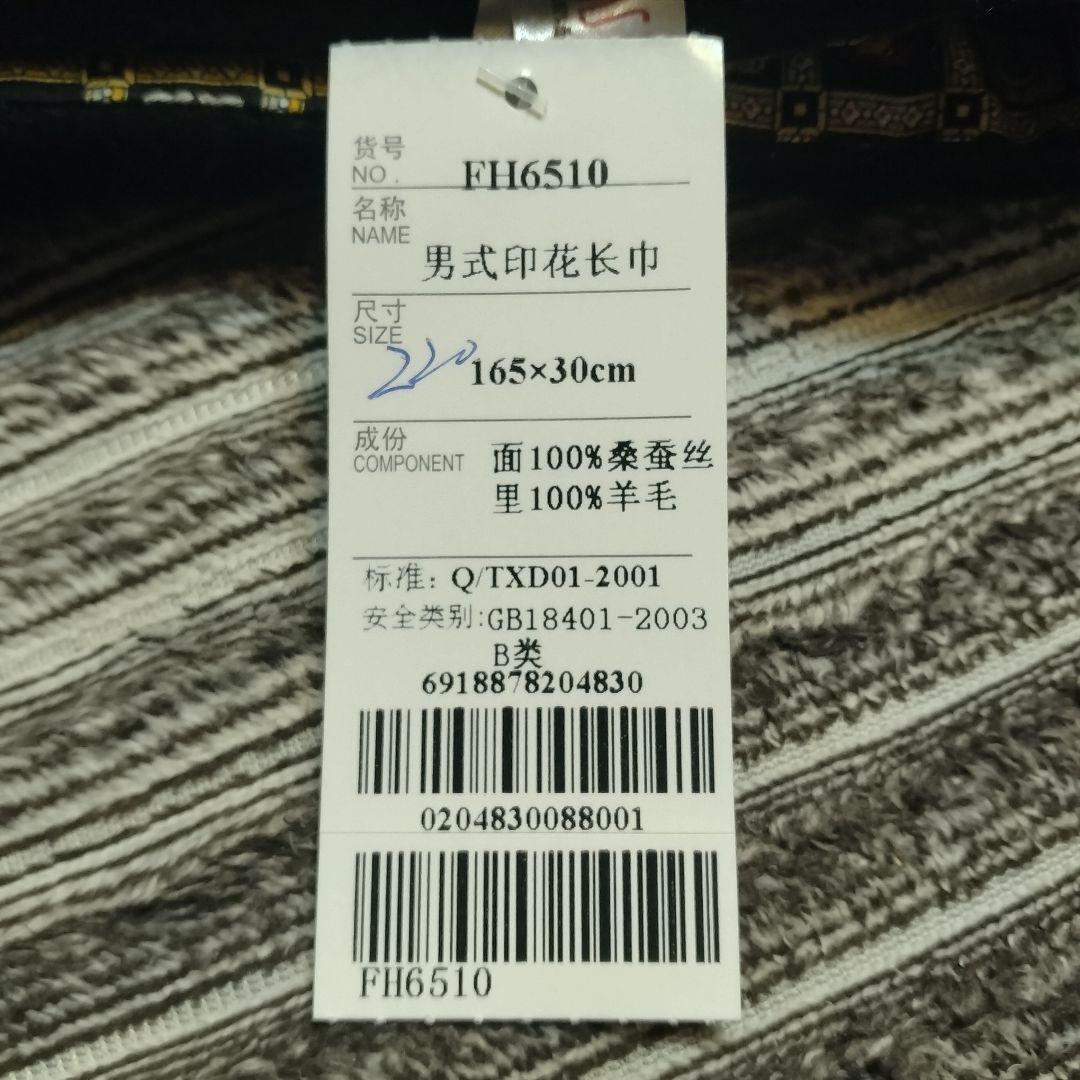 货号
NO. FH6510
名称
NAME
男式印花长巾
尺寸
SIZE
220 165×30cm
成份
COMPONENT
面100%桑蚕丝
里100%羊毛
标准: Q/TXD01-2001
安全类别:GB18401-2003
B类
6918878204830
0204830088001
FH6510